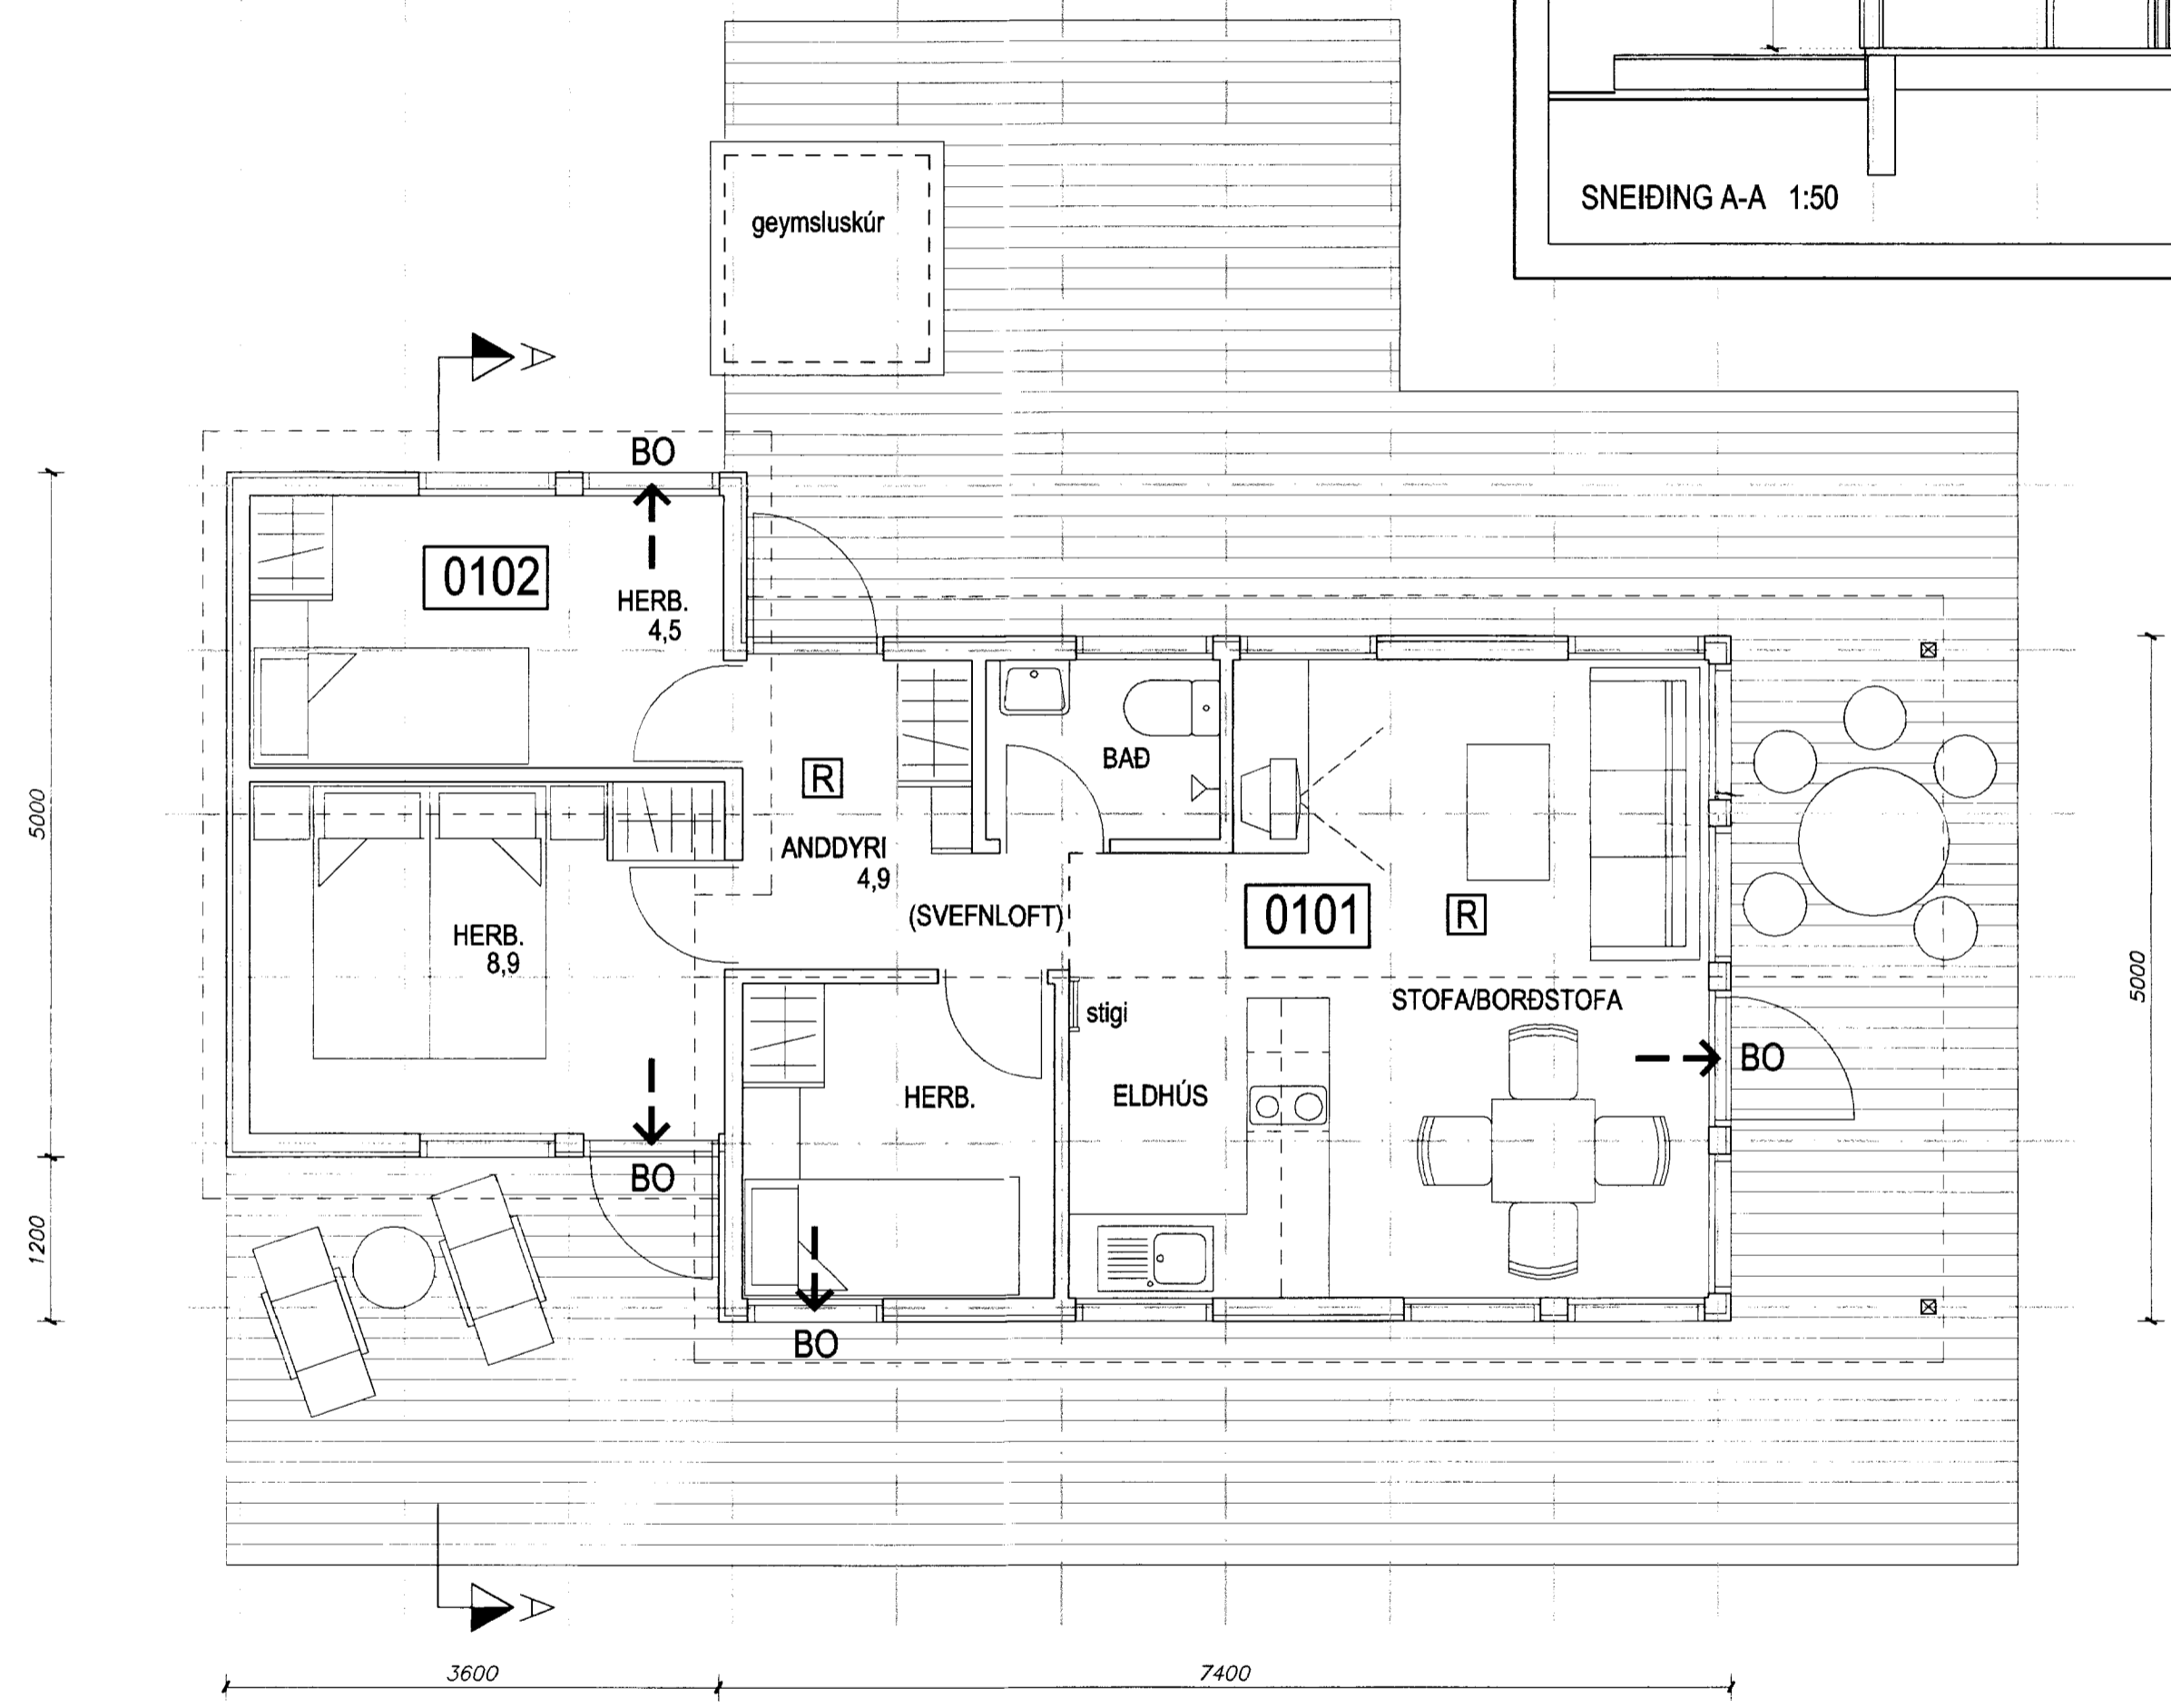 SNEIÐING A-A 1:50
geymsluskúr
A
BO
0102
HERB.
4,5
5000
R
BAÐ
ANDDYRI
4,9
(SVEFNLOFT)
0101
R
HERB.
8,9
STOFA/BORÐSTOFA
stigi
5000
BO
HERB.
ELDHÚS
BO
1200
BO
A
3600
7400